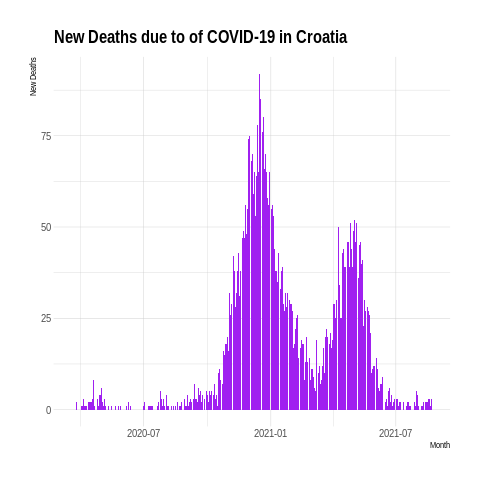 New Deaths due to of COVID-19 in Croatia
New Deaths
75
50
25
0
2020-07
2021-01
2021-07
Month